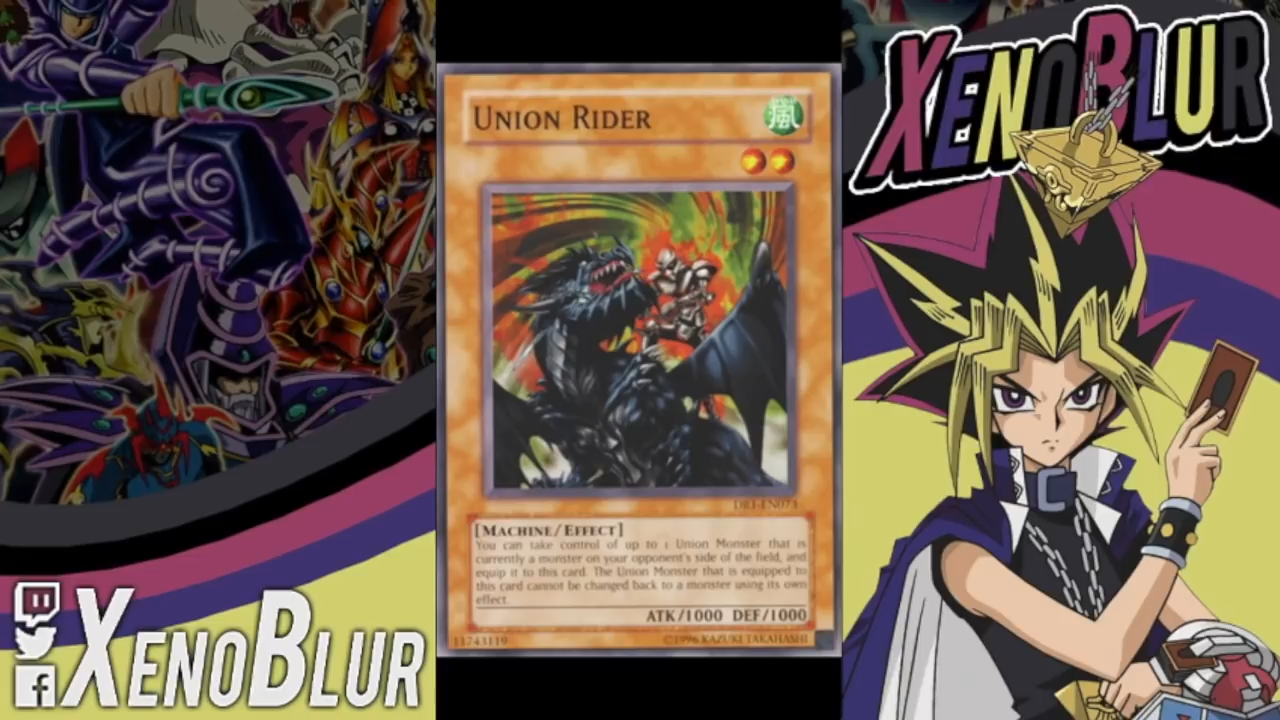 XENOBLUR
UNION RIDER
嵐
DR1-EN073
[MACHINE/EFFECT]
You can take control of up to 1 Union Monster that is
currently a monster on your opponent's side of the field, and
equip it to this card. The Union Monster that is equipped to
this card cannot be changed back to a monster using its own
effect.
ATK/1000 DEF/1000
11743119
©1996 KAZUKI TAKAHASHI
XENOBLUR